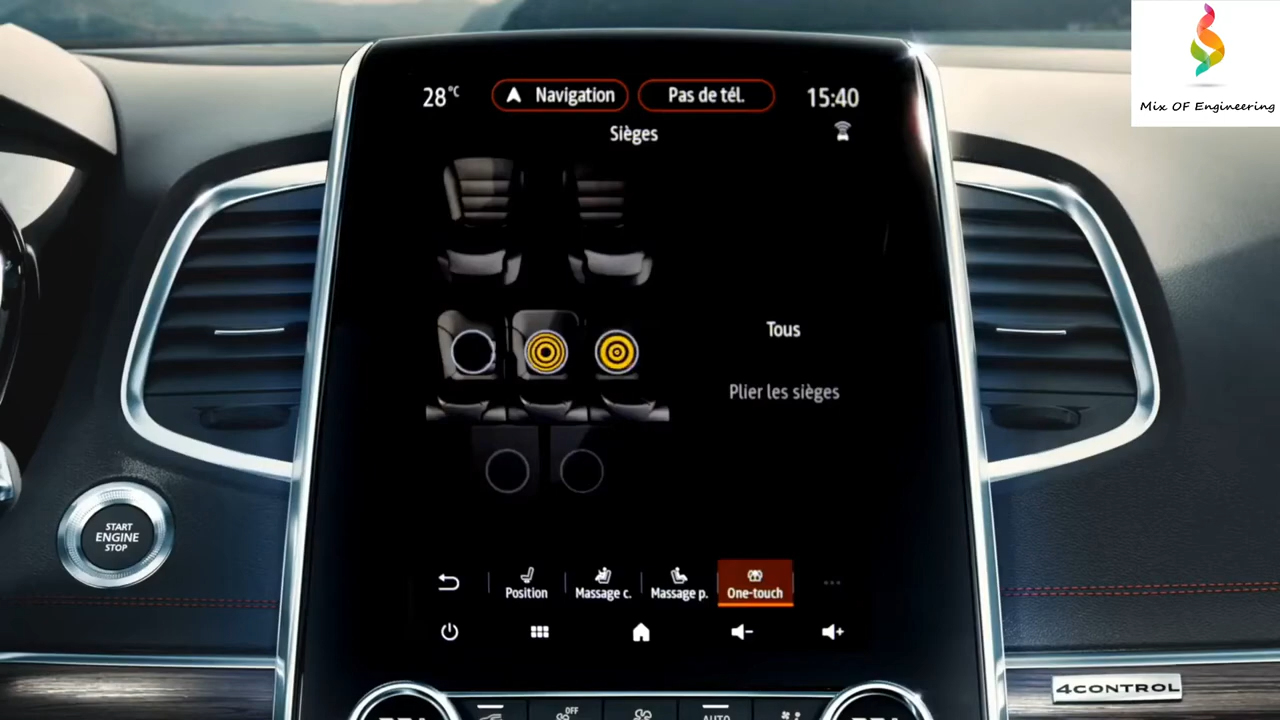 Mix OF Engineering
28°C
Navigation
Pas de tél.
15:40
Sièges
Tous
Plier les sièges
START
ENGINE
STOP
Position
Massage c.
Massage p.
One-touch
4CONTROL
OFF
AUTO